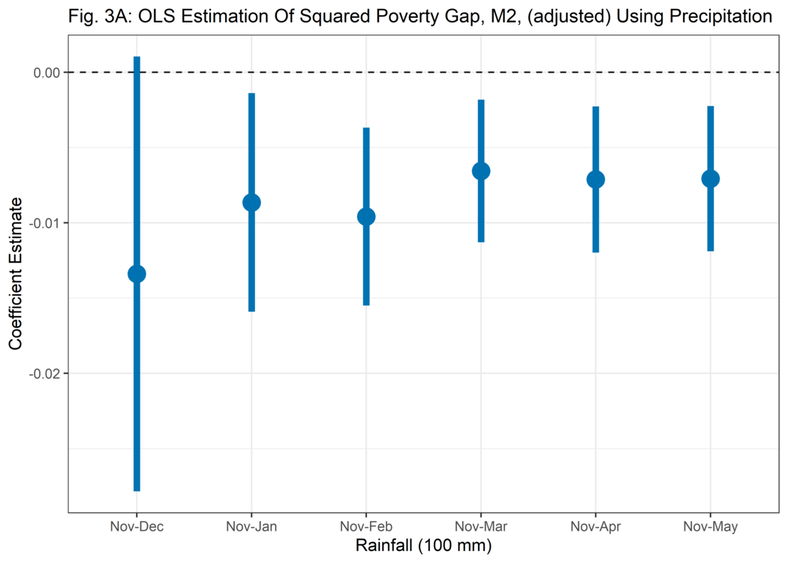 Fig. 3A: OLS Estimation Of Squared Poverty Gap, M2, (adjusted) Using Precipitation
Coefficient Estimate
0.00
-0.01
-0.02
Nov-Dec Nov-Jan Nov-Feb Nov-Mar Nov-Apr Nov-May
Rainfall (100 mm)